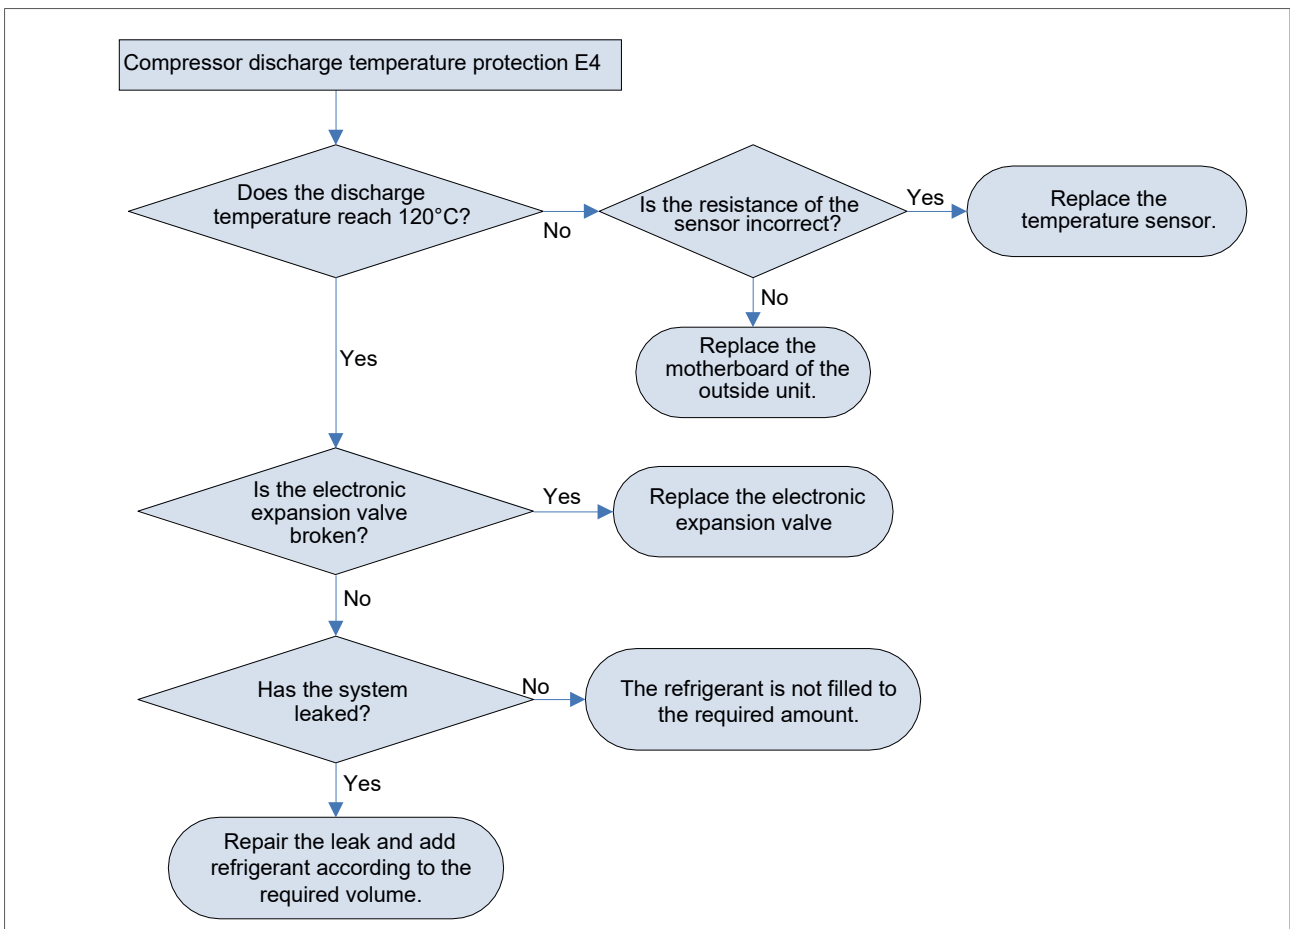 Compressor discharge temperature protection E4
Does the discharge
temperature reach 120°C?
No
Is the resistance of the
sensor incorrect?
Yes
Replace the
temperature sensor.
No
Replace the
motherboard of the
outside unit.
Yes
Is the electronic
expansion valve
broken?
Yes
Replace the electronic
expansion valve
No
Has the system
leaked?
No
The refrigerant is not filled to
the required amount.
Yes
Repair the leak and add
refrigerant according to the
required volume.